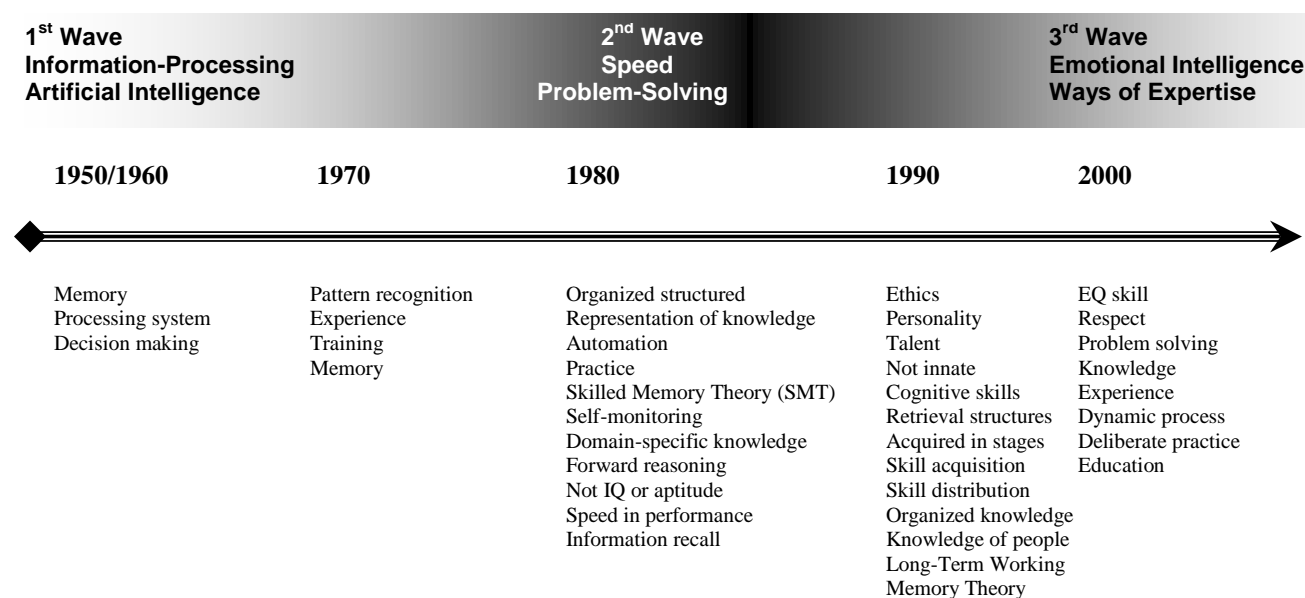 1st Wave
Information-Processing
Artificial Intelligence
2nd Wave
Speed
Problem-Solving
3rd Wave
Emotional Intelligence
Ways of Expertise
1950/1960
1970
1980
1990
2000
Memory
Processing system
Decision making
Pattern recognition
Experience
Training
Memory
Organized structured
Representation of knowledge
Automation
Practice
Skilled Memory Theory (SMT)
Self-monitoring
Domain-specific knowledge
Forward reasoning
Not IQ or aptitude
Speed in performance
Information recall
Ethics
Personality
Talent
Not innate
Cognitive skills
Retrieval structures
Acquired in stages
Skill acquisition
Skill distribution
Organized knowledge
Knowledge of people
Long-Term Working
Memory Theory
EQ skill
Respect
Problem solving
Knowledge
Experience
Dynamic process
Deliberate practice
Education